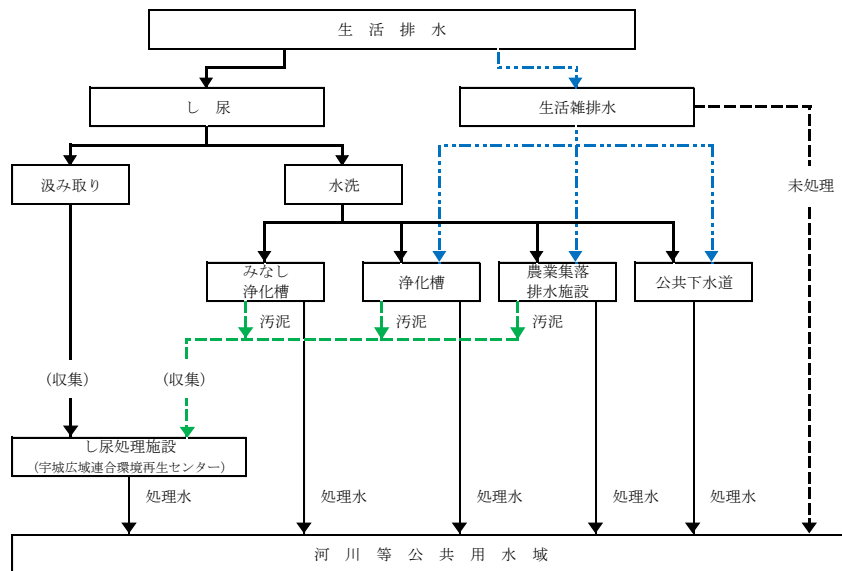 生 活 排 水
し 尿
生活雑排水
汲み取り
水洗
未処理
みなし
浄化槽
浄化槽
農業集落
排水施設
公共下水道
汚泥
汚泥
汚泥
(収集)
(収集)
し尿処理施設
(宇城広域連合環境再生センター)
処理水
処理水
処理水
処理水
処理水
河 川 等 公 共 用 水 域